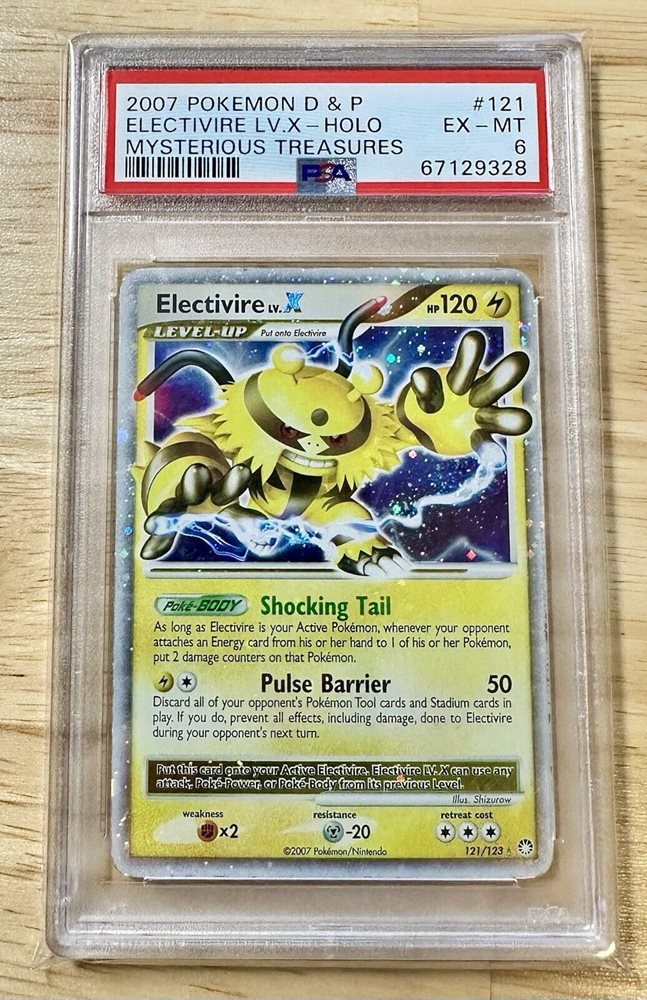 2007 POKEMON D & P #121
ELECTIVIRE LV.X - HOLO EX - MT
MYSTERIOUS TREASURES 6
PSA 67129328
Electivire LV.X HP 120
LEVEL-UP Put onto Electivire
Poké-BODY Shocking Tail
As long as Electivire is your Active Pokémon, whenever your opponent
attaches an Energy card from his or her hand to 1 of his or her Pokémon,
put 2 damage counters on that Pokémon.
Pulse Barrier 50
Discard all of your opponent's Pokémon Tool cards and Stadium cards in
play. If you do, prevent all effects, including damage, done to Electivire
during your opponent's next turn.
Put this card onto your Active Electivire. Electivire LV.X can use any
attack, Poké-Power, or Poké-Body from its previous Level.
Illus. Shizurow
weakness resistance retreat cost
x2 -20
©2007 Pokémon/Nintendo 121/123